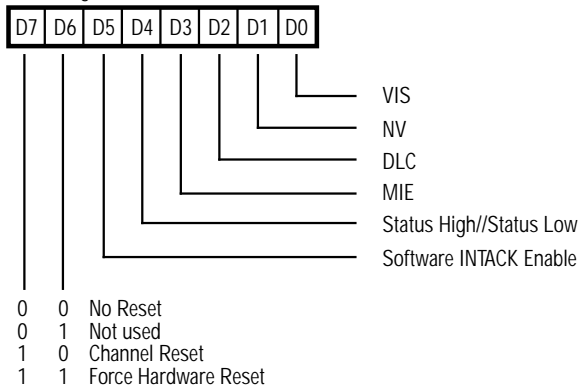 D7 D6 D5 D4 D3 D2 D1 D0
VIS
NV
DLC
MIE
Status High//Status Low
Software INTACK Enable
0 0 No Reset
0 1 Not used
1 0 Channel Reset
1 1 Force Hardware Reset